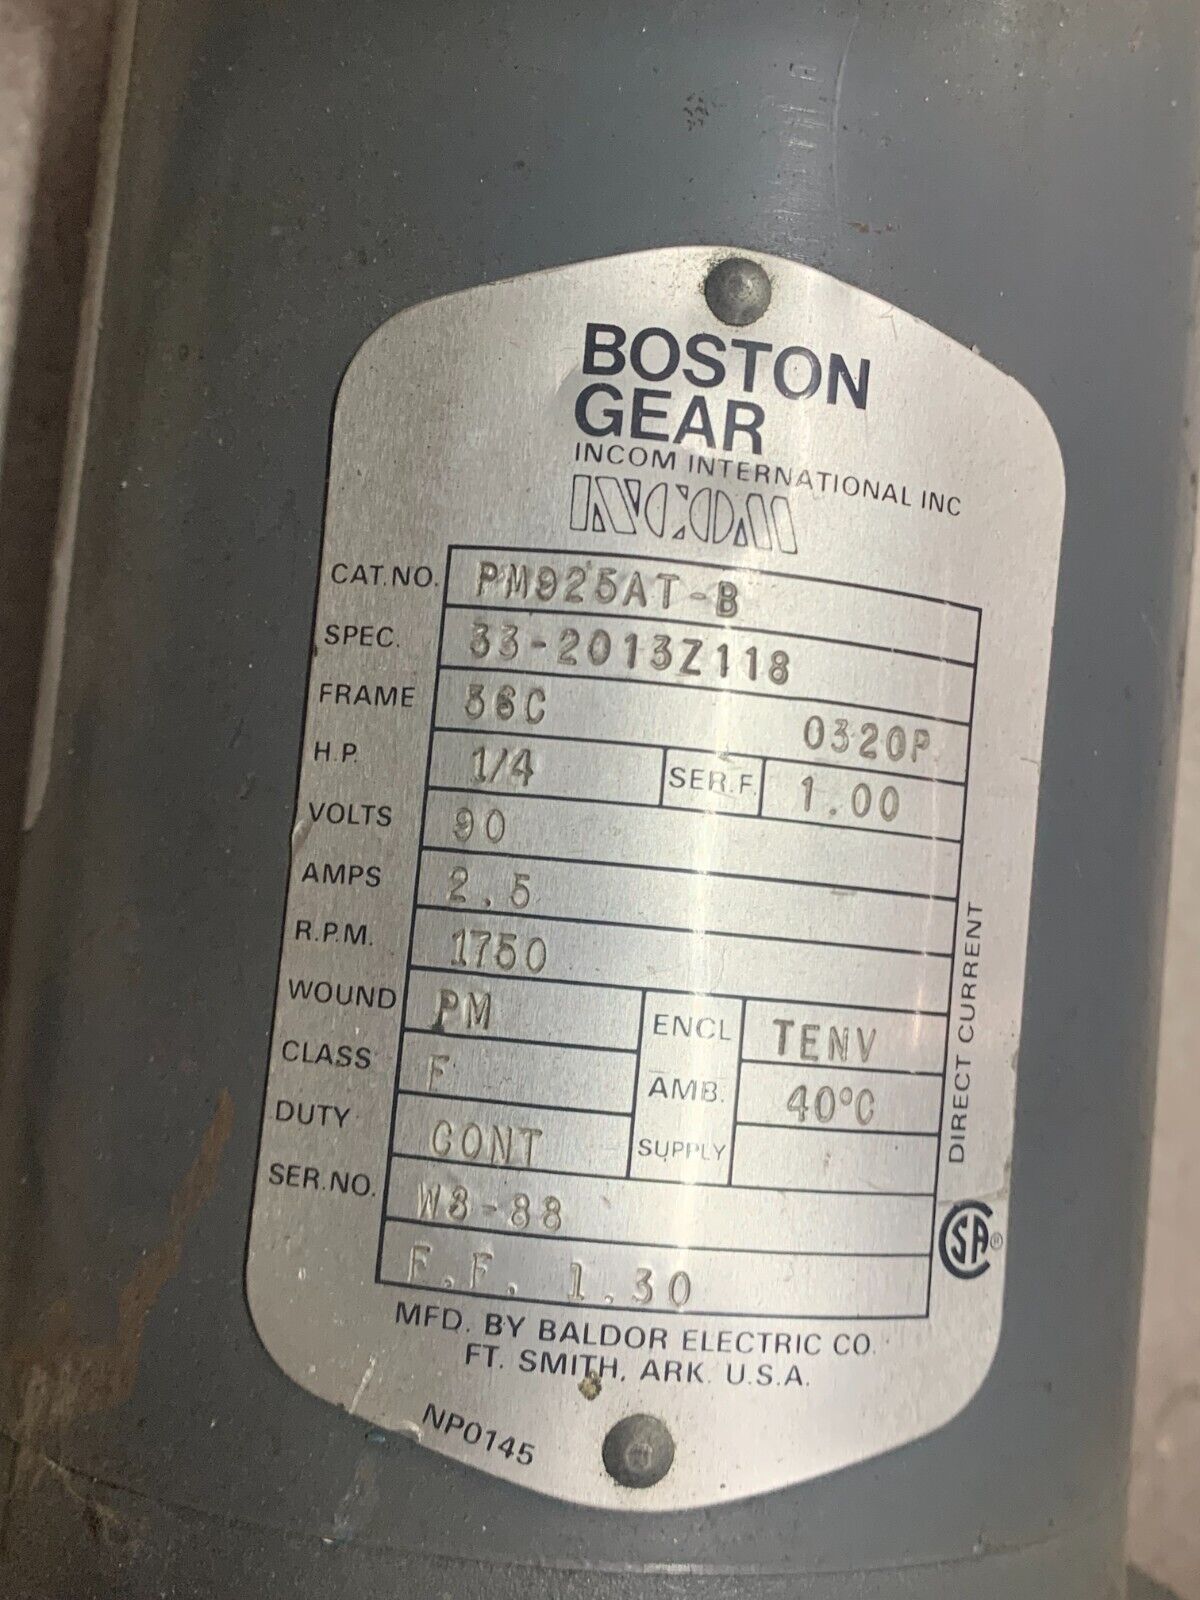 BOSTON
GEAR
INCOM INTERNATIONAL INC
INCOM
CAT.NO. PM925AT-B
SPEC. 33-2013Z118
FRAME 56C 0320P
H.P. 1/4 SER.F. 1.00
VOLTS 90
AMPS 2.5
R.P.M. 1750
WOUND PM ENCL TENV
CLASS F AMB. 40°C
DUTY CONT SUPPLY
SER.NO. W8-88
F.F. 1.30
DIRECT CURRENT
CSA®
MFD. BY BALDOR ELECTRIC CO.
FT. SMITH, ARK. U.S.A.
NP0145